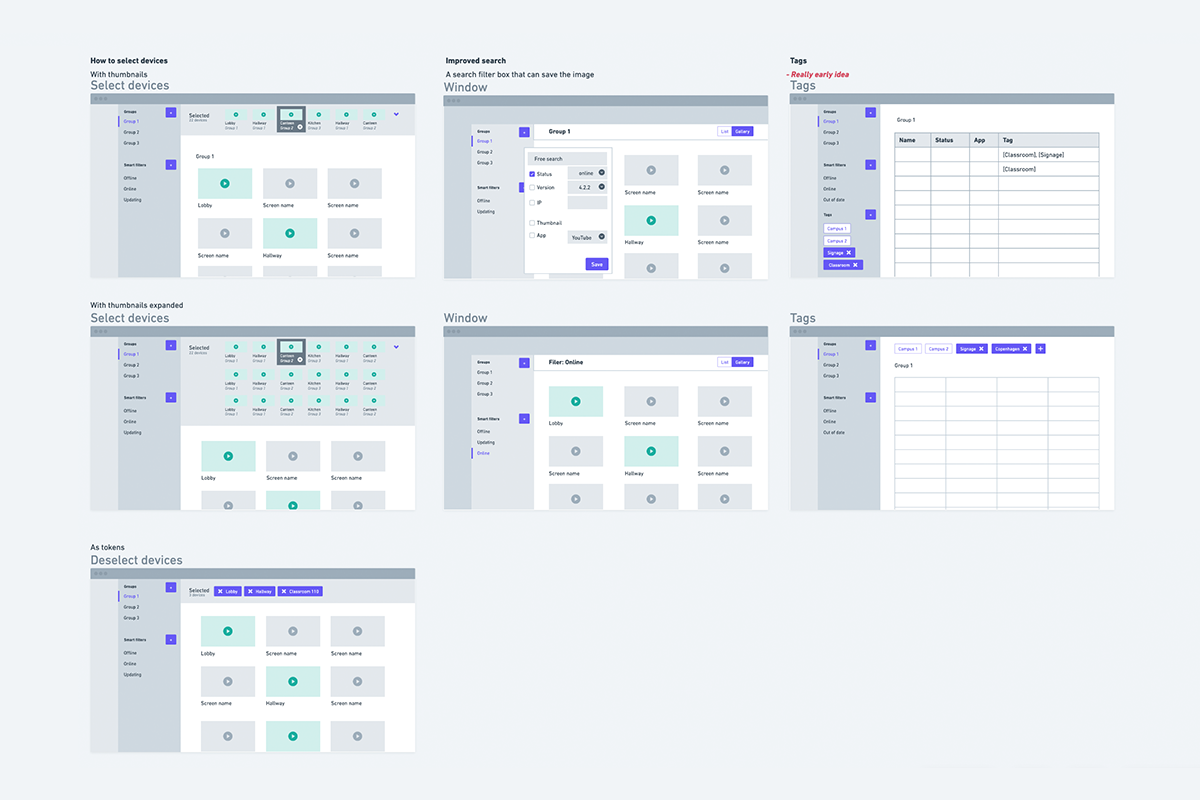 How to select devices
With thumbnails
Select devices
Groups
Group 1
Group 2
Group 3
Smart filters
Offline
Online
Updating
Selected
22 devices
Lobby
Group 1
Hallway
Group 1
Canteen
Group 2
Kitchen
Group 3
Hallway
Group 1
Canteen
Group 2
Group 1
Lobby
Screen name
Screen name
Screen name
Hallway
Screen name
Improved search
A search filter box that can save the image
Window
Groups
Group 1
Group 2
Group 3
Smart filters
Offline
Updating
Group 1
List
Gallery
Free search
Status
online
Version
4.2.2
IP
Thumbnail
App
YouTube
Save
Screen name
Screen name
Hallway
Screen name
Tags
- Really early idea
Tags
Groups
Group 1
Group 2
Group 3
Smart filters
Offline
Online
Out of date
Tags
Campus 1
Campus 2
Signage
Classroom
Group 1
Name Status App Tag
[Classroom], [Signage]
[Classroom]
With thumbnails expanded
Select devices
Groups
Group 1
Group 2
Group 3
Smart filters
Offline
Online
Updating
Selected
22 devices
Lobby Hallway Canteen Kitchen Hallway Canteen
Group 1 Group 1 Group 2 Group 3 Group 1 Group 2
Lobby Hallway Canteen Kitchen Hallway Canteen
Group 1 Group 1 Group 2 Group 3 Group 1 Group 2
Lobby Hallway Canteen Kitchen Hallway Canteen
Group 1 Group 1 Group 2 Group 3 Group 1 Group 2
Lobby
Screen name
Screen name
Window
Groups
Group 1
Group 2
Group 3
Smart filters
Offline
Updating
Online
Filer: Online
List
Gallery
Lobby
Screen name
Screen name
Screen name
Hallway
Screen name
Tags
Groups
Group 1
Group 2
Group 3
Smart filters
Offline
Online
Out of date
Campus 1
Campus 2
Signage
Copenhagen
Group 1
As tokens
Deselect devices
Groups
Group 1
Group 2
Group 3
Smart filters
Offline
Online
Updating
Selected
3 devices
Lobby
Hallway
Classroom 110
Lobby
Screen name
Screen name
Screen name
Hallway
Screen name